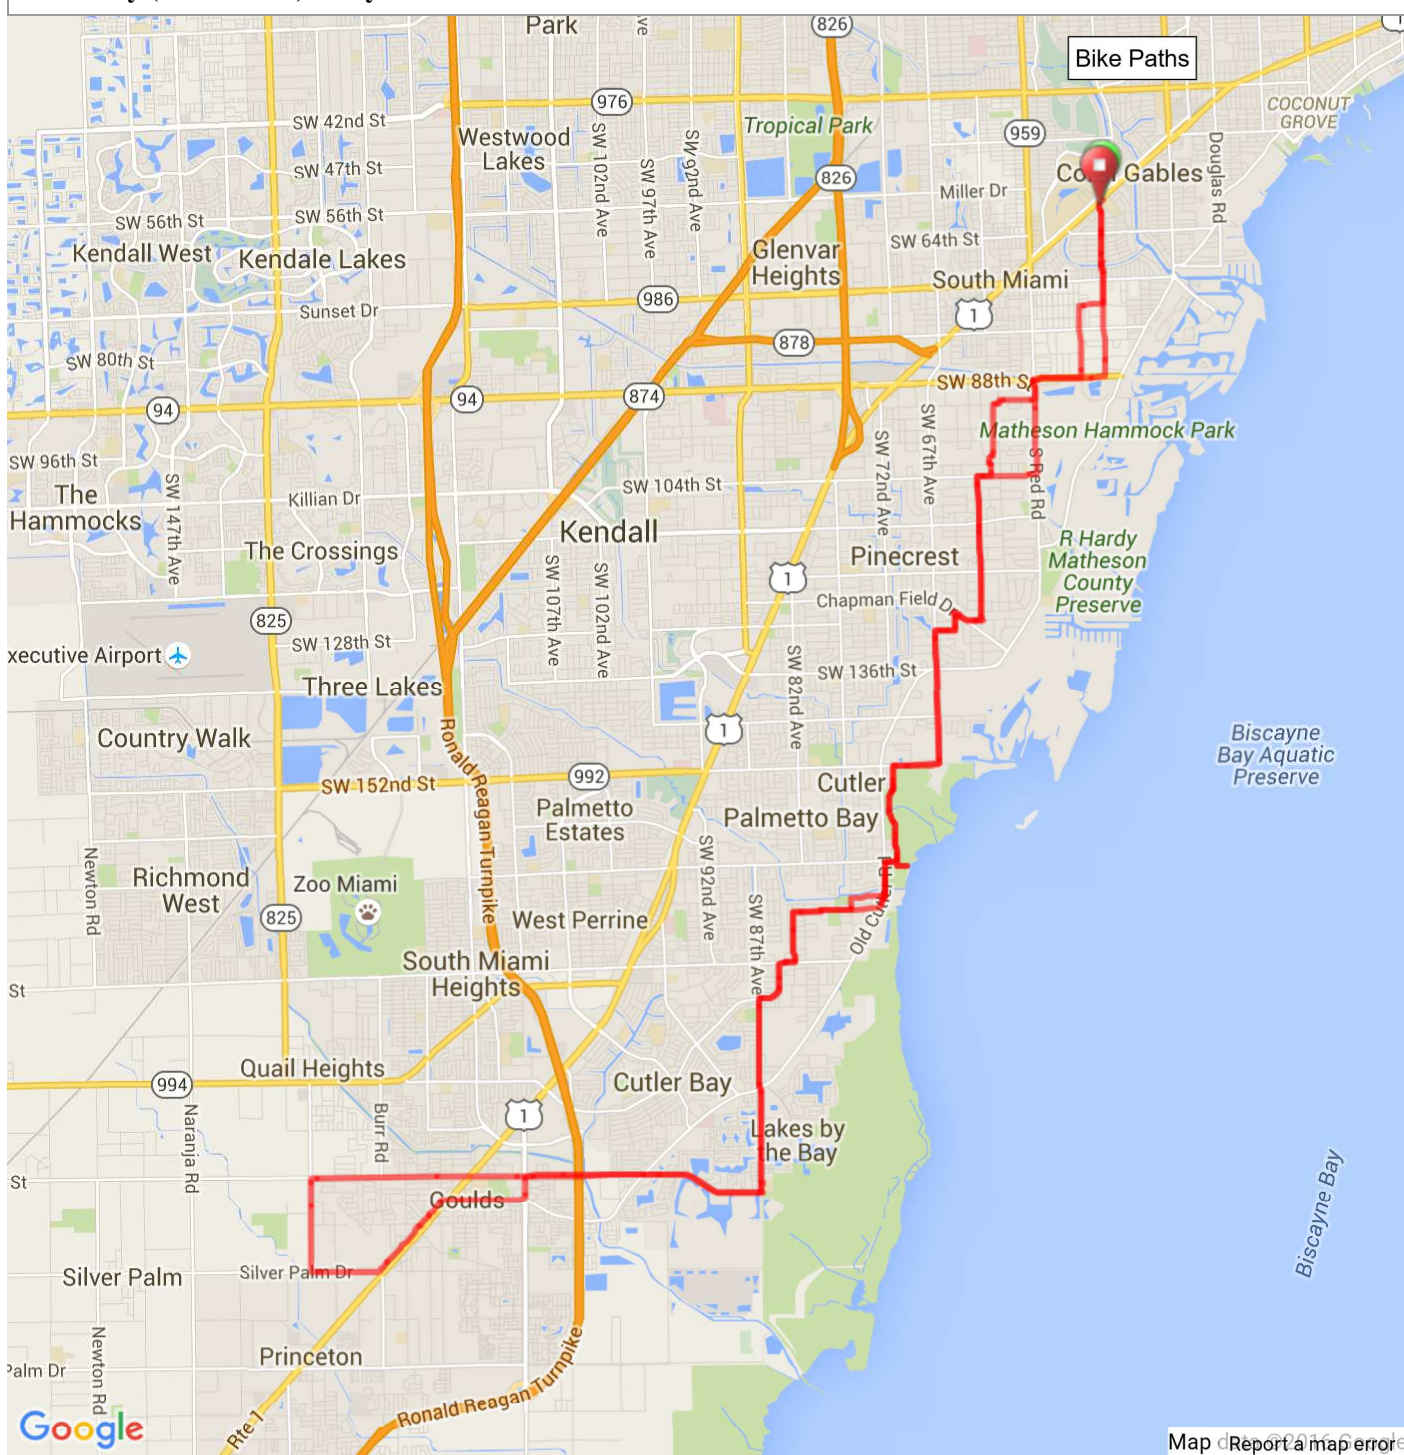 Park
826
Bike Paths
1
976
COCONUT
GROVE
SW 42nd St
Westwood
Lakes
SW 102nd Ave
SW 97th Ave
SW 92nd Ave
Tropical Park
959
Douglas Rd
SW 47th St
826
Coral Gables
Miller Dr
SW 56th St
SW 56th St
Kendall West
Kendale Lakes
Glenvar
Heights
SW 64th St
South Miami
986
Sunset Dr
1
878
SW 80th St
SW 88th St
94
94
874
SW 67th Ave
SW 72nd Ave
Matheson Hammock Park
S Red Rd
SW 96th St
SW 147th Ave
The
Hammocks
Killian Dr
SW 104th St
Kendall
The Crossings
SW 107th Ave
SW 102nd Ave
Pinecrest
R Hardy
Matheson
County
Preserve
1
Chapman Field Dr
825
SW 128th St
xecutive Airport
SW 82nd Ave
SW 136th St
Three Lakes
Ronald Reagan Turnpike
1
Country Walk
Biscayne
Bay Aquatic
Preserve
992
SW 152nd St
Cutler
Palmetto
Estates
Palmetto Bay
Newton Rd
Richmond
West
Zoo Miami
SW 92nd Ave
SW 87th Ave
825
West Perrine
South Miami
Heights
St
Quail Heights
994
Cutler Bay
Naranja Rd
Burr Rd
1
Lakes by
the Bay
St
Goulds
Biscayne Bay
Silver Palm
Silver Palm Dr
Newton Rd
Princeton
Palm Dr
Ronald Reagan Turnpike
Rte 1
Google
Map
Report a map error